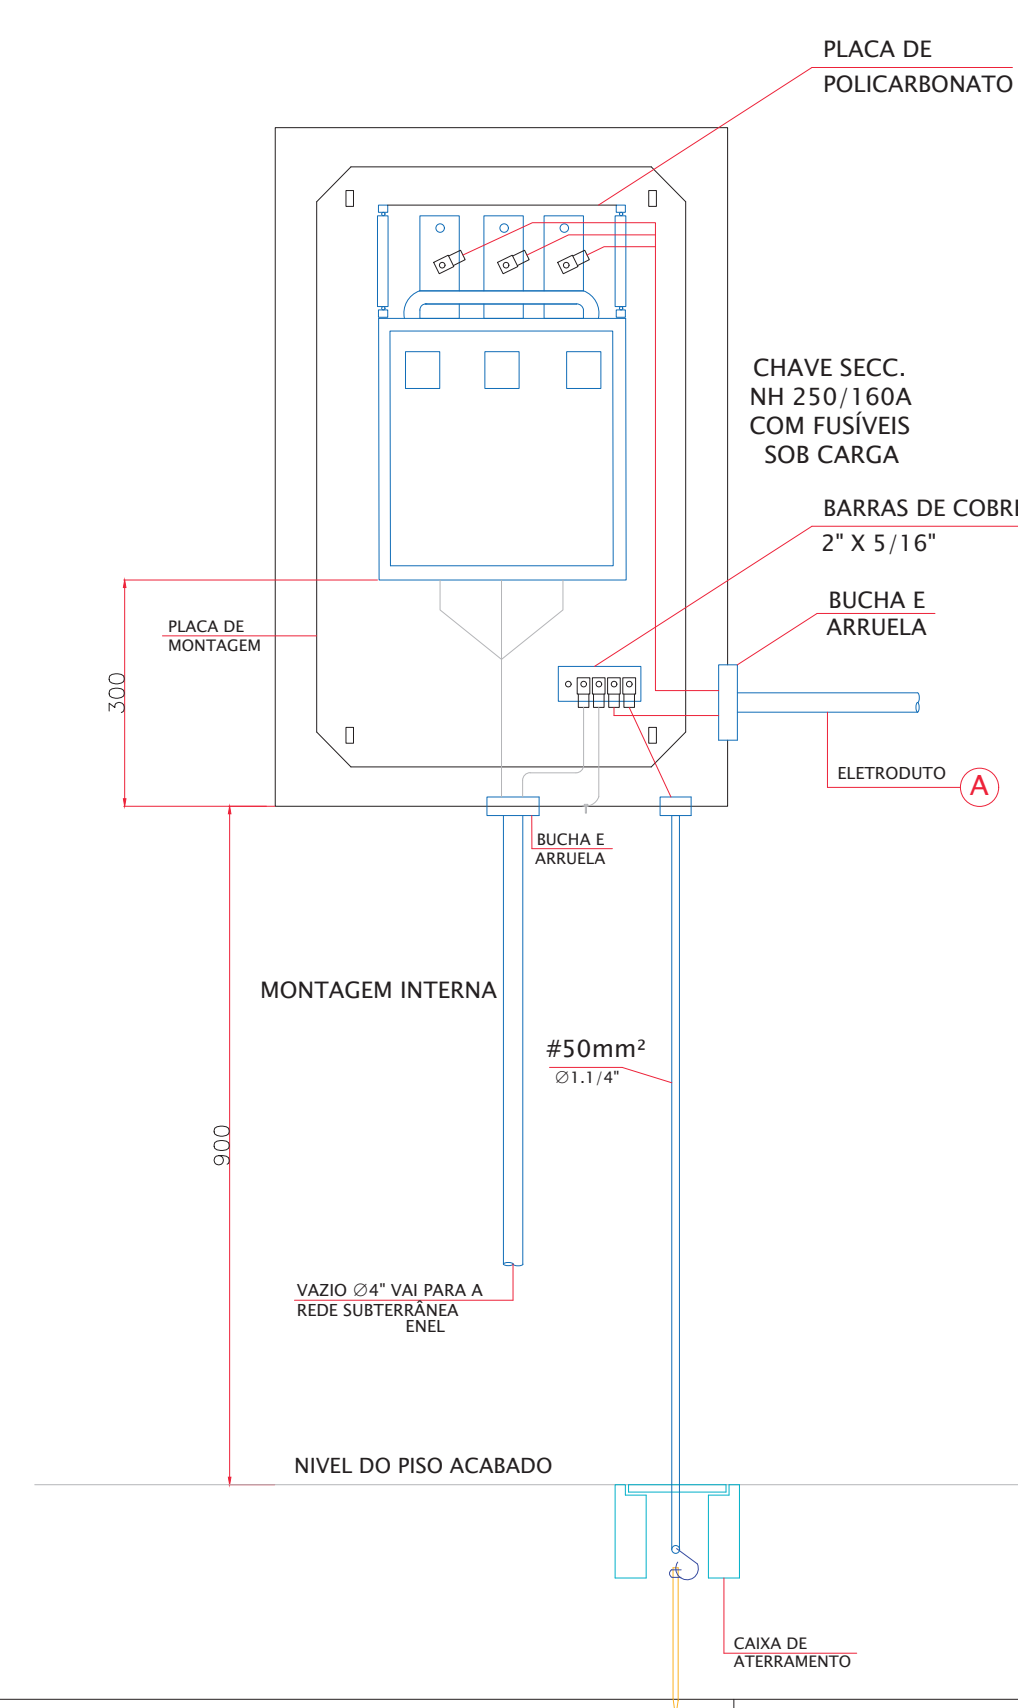 PLACA DE
POLICARBONATO
CHAVE SECC.
NH 250/160A
COM FUSÍVEIS
SOB CARGA
BARRAS DE COBRE
2" X 5/16"
BUCHA E
ARRUELA
PLACA DE
MONTAGEM
300
ELETRODUTO
A
BUCHA E
ARRUELA
MONTAGEM INTERNA
#50mm²
∅1.1/4"
900
VAZIO ∅4" VAI PARA A
REDE SUBTERRÂNEA
ENEL
NIVEL DO PISO ACABADO
CAIXA DE
ATERRAMENTO